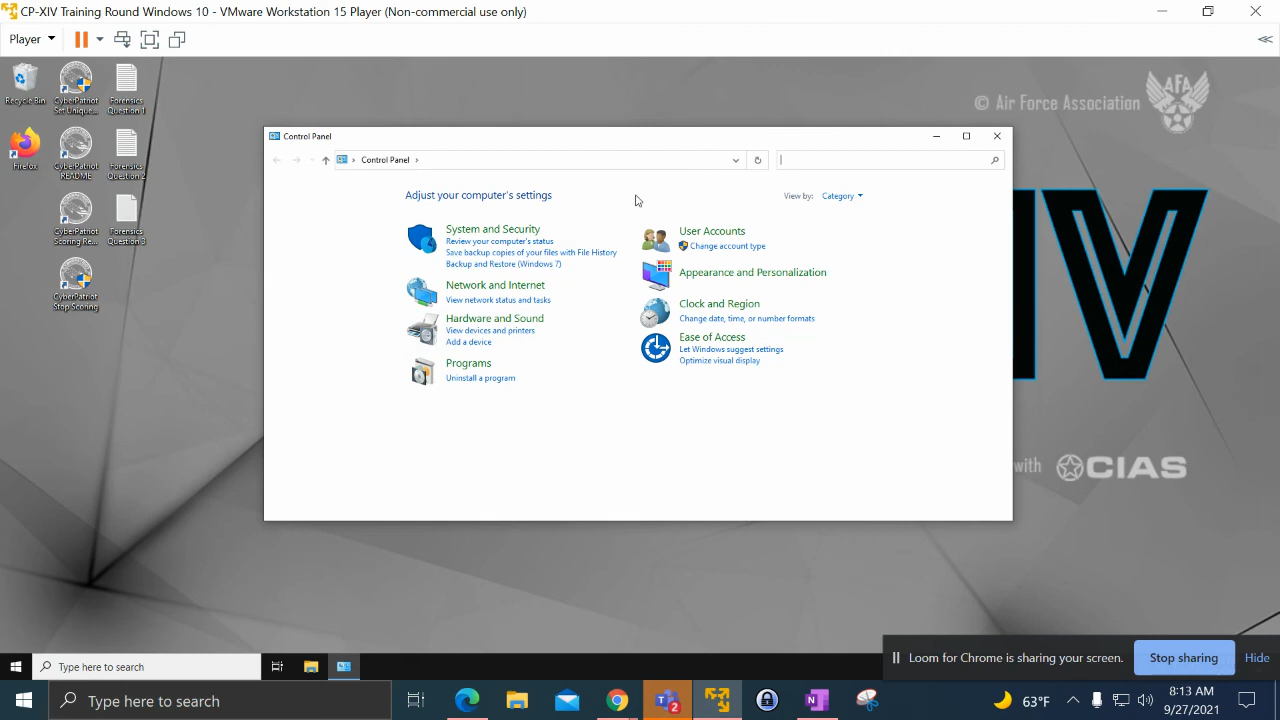 CP-XIV Training Round Windows 10 - VMware Workstation 15 Player (Non-commercial use only)
Player
© Air Force Association
AFA
Recycle Bin
CyberPatriot Set Unique...
Forensics Question 1
Firefox
CyberPatriot README
Forensics Question 2
CyberPatriot Scoring Re...
Forensics Question 3
CyberPatriot Stop Scoring
Control Panel
Control Panel
Adjust your computer's settings
View by: Category
System and Security
Review your computer's status
Save backup copies of your files with File History
Backup and Restore (Windows 7)
Network and Internet
View network status and tasks
Hardware and Sound
View devices and printers
Add a device
Programs
Uninstall a program
User Accounts
Change account type
Appearance and Personalization
Clock and Region
Change date, time, or number formats
Ease of Access
Let Windows suggest settings
Optimize visual display
IV
with CIAS
Type here to search
Loom for Chrome is sharing your screen.
Stop sharing
Hide
Type here to search
2
63°F
8:13 AM
9/27/2021